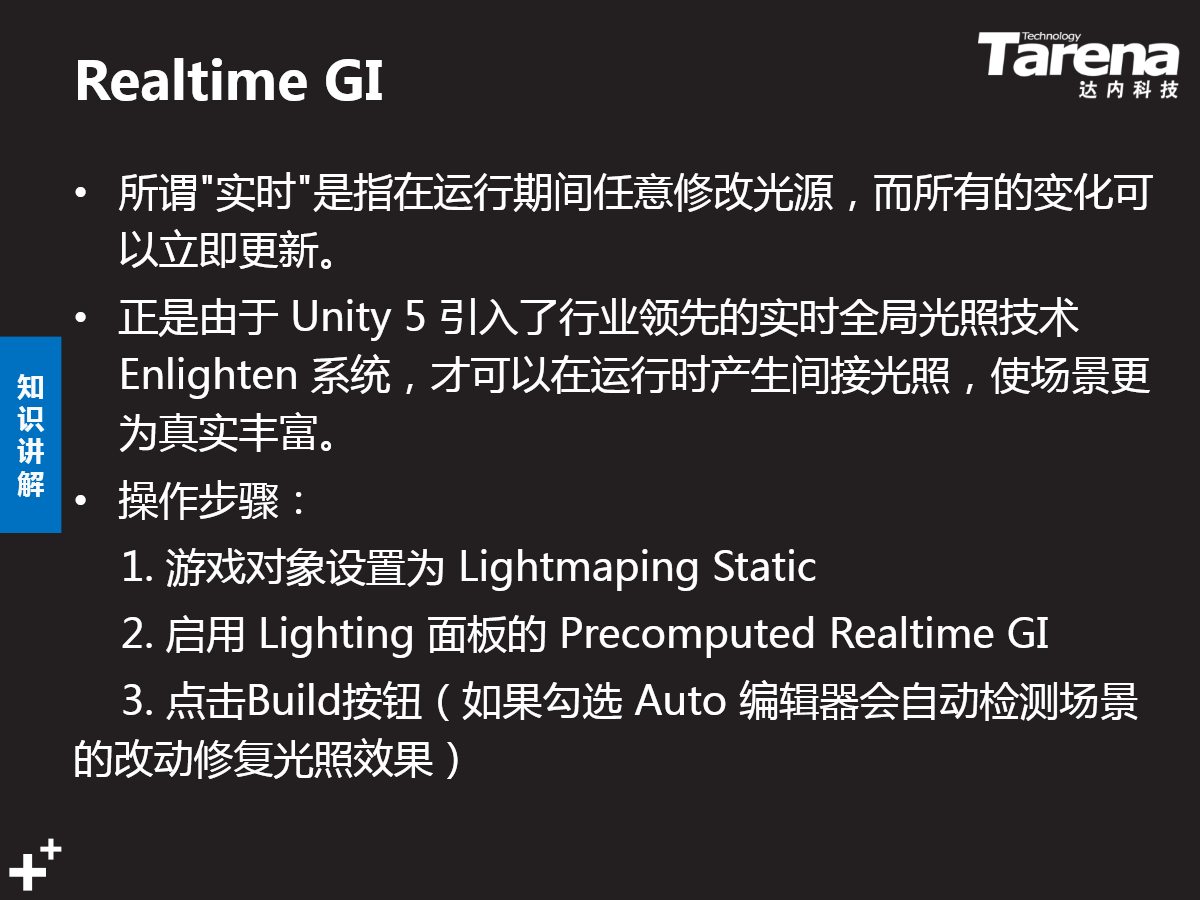 Realtime GI
Technology
Tarena
达内科技
• 所谓"实时"是指在运行期间任意修改光源，而所有的变化可
以立即更新。
• 正是由于 Unity 5 引入了行业领先的实时全局光照技术
Enlighten 系统，才可以在运行时产生间接光照，使场景更
为真实丰富。
知识讲解
• 操作步骤：
1. 游戏对象设置为 Lightmaping Static
2. 启用 Lighting 面板的 Precomputed Realtime GI
3. 点击Build按钮（如果勾选 Auto 编辑器会自动检测场景
的改动修复光照效果）